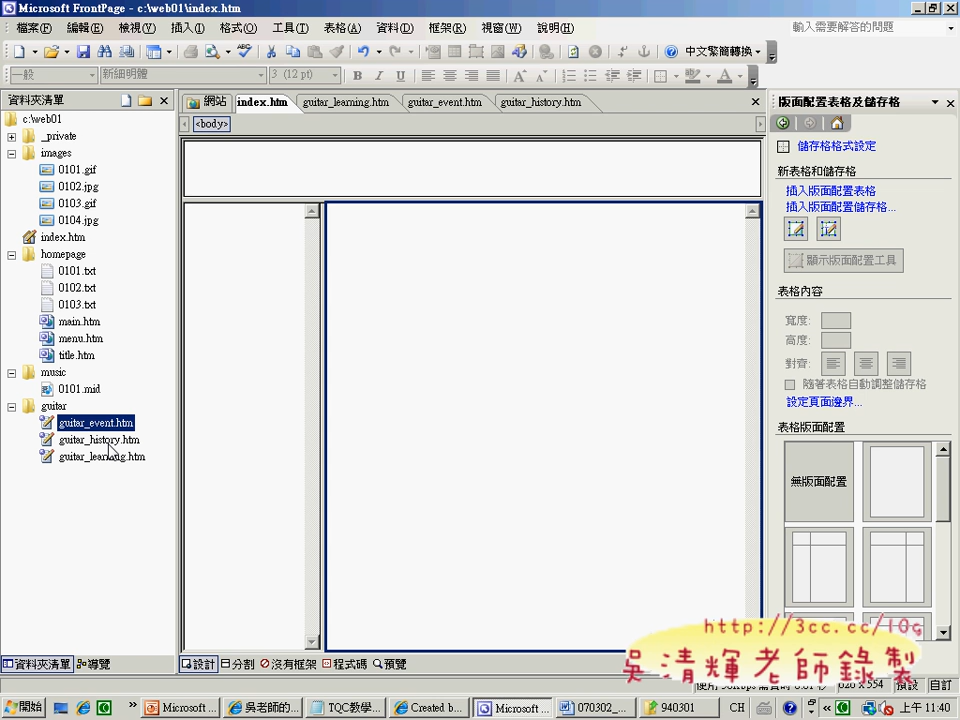 Microsoft FrontPage - c:\web01\index.htm
檔案(F) 編輯(E) 檢視(V) 插入(I) 格式(O) 工具(T) 表格(A) 資料(D) 框架(R) 視窗(W) 說明(H) 輸入需要解答的問題
中文繁簡轉換
一般 新細明體 3 (12 pt) B I U
資料夾清單 網站 index.htm guitar_learning.htm guitar_event.htm guitar_history.htm 版面配置表格及儲存格
<body>
c:\web01
_private
images
0101.gif
0102.jpg
0103.gif
0104.jpg
index.htm
homepage
0101.txt
0102.txt
0103.txt
main.htm
menu.htm
title.htm
music
0101.mid
guitar
guitar_event.htm
guitar_history.htm
guitar_learning.htm
儲存格格式設定
新表格和儲存格
插入版面配置表格
插入版面配置儲存格...
顯示版面配置工具
表格內容
寬度:
高度:
對齊:
隨著表格自動調整儲存格
設定頁面邊界...
表格版面配置
無版面配置
http://3cc.cc/10g
吳清輝老師錄製
資料夾清單 導覽 設計 分割 沒有框架 程式碼 預覽
預設 自訂
開始 Microsoft ... 吳老師的... TQC教學... Created b... Microsoft ... 070302_... 940301 CH 上午 11:40